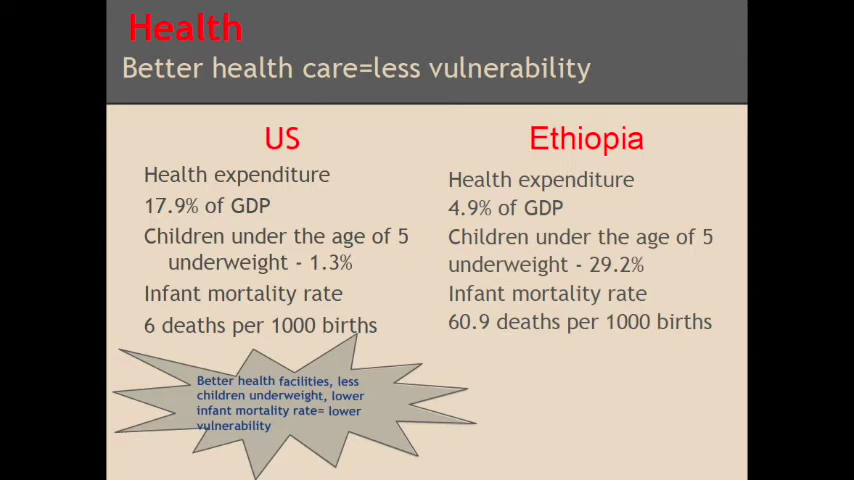 Health
Better health care=less vulnerability
US
Health expenditure
17.9% of GDP
Children under the age of 5
underweight - 1.3%
Infant mortality rate
6 deaths per 1000 births
Ethiopia
Health expenditure
4.9% of GDP
Children under the age of 5
underweight - 29.2%
Infant mortality rate
60.9 deaths per 1000 births
Better health facilities, less
children underweight, lower
infant mortality rate= lower
vulnerability